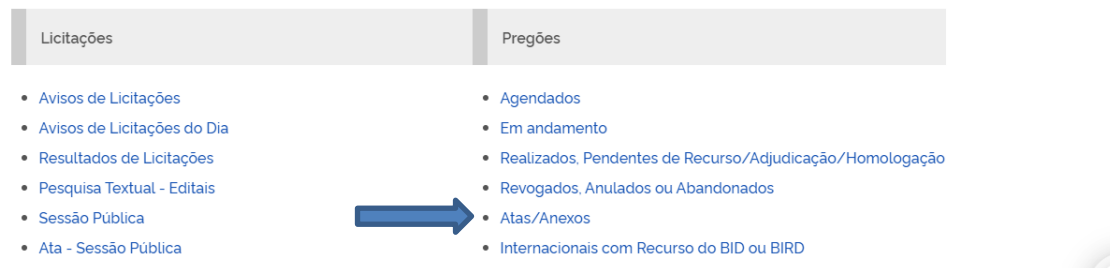 Licitações
Avisos de Licitações
Avisos de Licitações do Dia
Resultados de Licitações
Pesquisa Textual - Editais
Sessão Pública
Ata - Sessão Pública
Pregões
Agendados
Em andamento
Realizados, Pendentes de Recurso/Adjudicação/Homologação
Revogados, Anulados ou Abandonados
Atas/Anexos
Internacionais com Recurso do BID ou BIRD